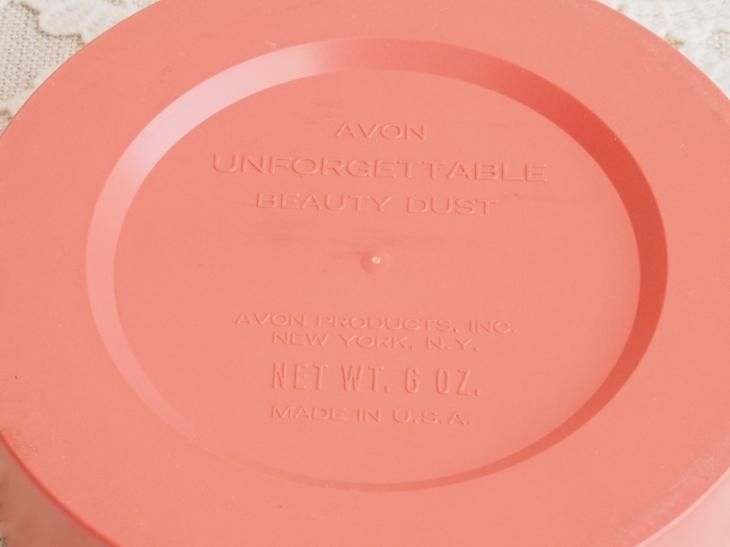 AVON
UNFORGETTABLE
BEAUTY DUST
AVON PRODUCTS, INC.
NEW YORK, N.Y.
NET WT. 6 OZ.
MADE IN U.S.A.